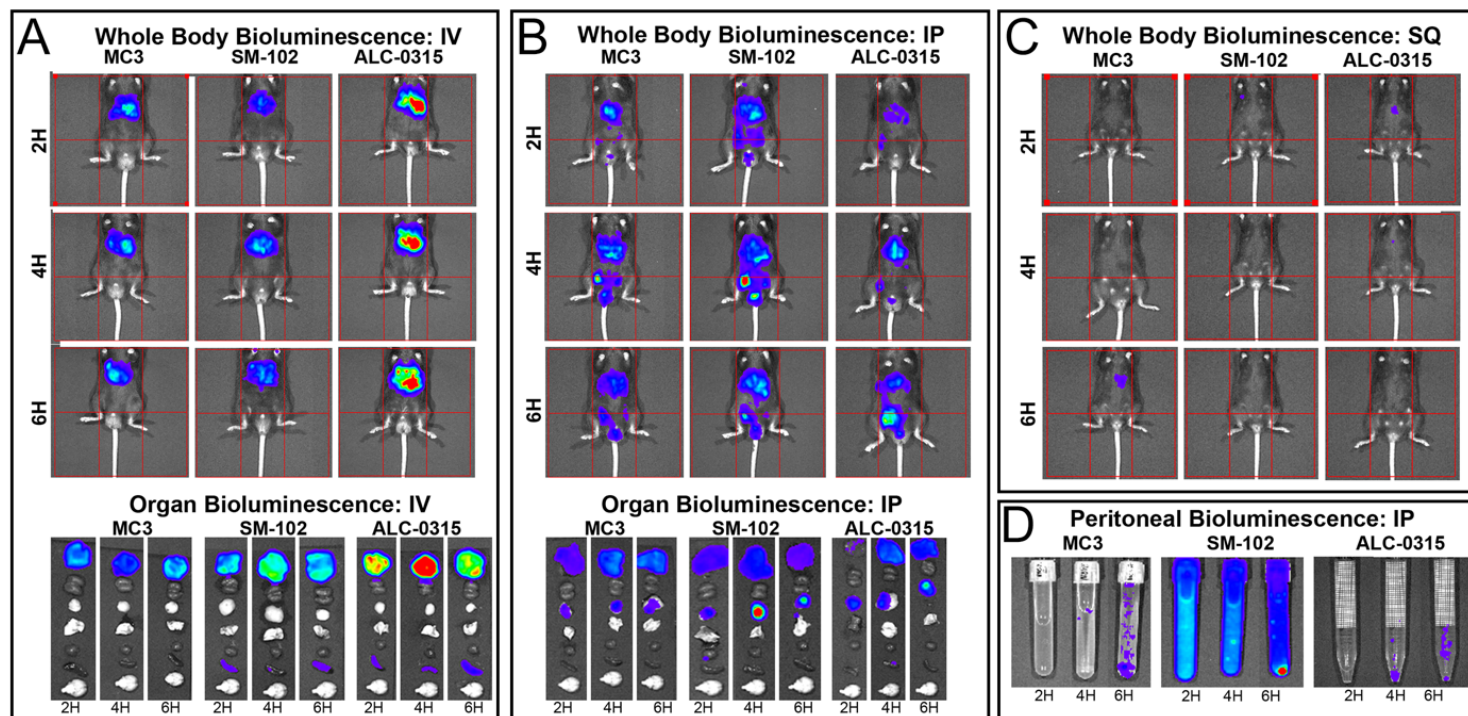 A
Whole Body Bioluminescence: IV
MC3 SM-102 ALC-0315
2H
4H
6H
Organ Bioluminescence: IV
MC3 SM-102 ALC-0315
2H 4H 6H 2H 4H 6H 2H 4H 6H
B
Whole Body Bioluminescence: IP
MC3 SM-102 ALC-0315
2H
4H
6H
Organ Bioluminescence: IP
MC3 SM-102 ALC-0315
2H 4H 6H 2H 4H 6H 2H 4H 6H
C
Whole Body Bioluminescence: SQ
MC3 SM-102 ALC-0315
2H
4H
6H
D
Peritoneal Bioluminescence: IP
MC3 SM-102 ALC-0315
2H 4H 6H 2H 4H 6H 2H 4H 6H